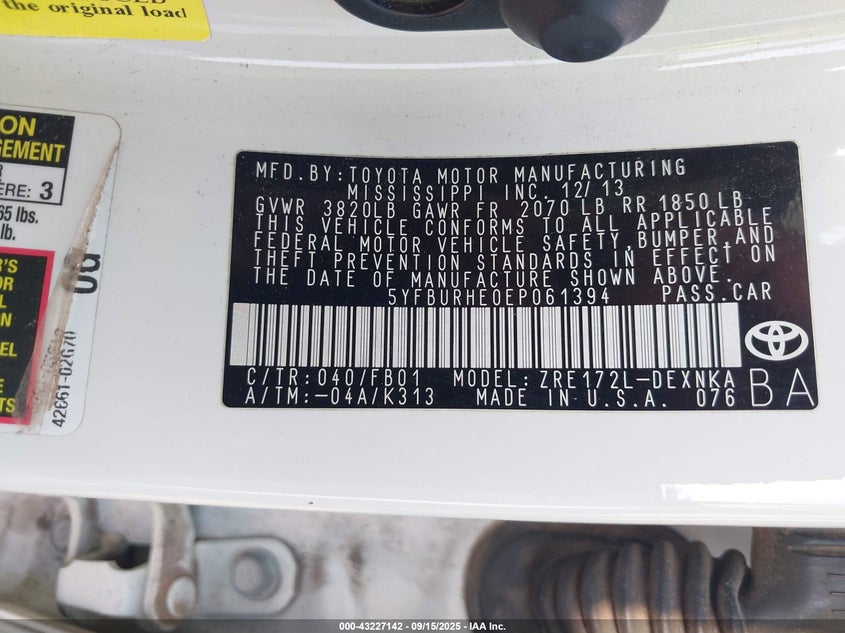 the original load
ON
GEMENT
ERE: 3
65 lbs.
lb.
42661-02G70
MFD.BY:TOYOTA MOTOR MANUFACTURING
MISSISSIPPI INC. 12/13
GVWR 3820LB GAWR FR 2070 LB RR 1850 LB
THIS VEHICLE CONFORMS TO ALL APPLICABLE
FEDERAL MOTOR VEHICLE SAFETY,BUMPER,AND
THEFT PREVENTION STANDARDS IN EFFECT ON
THE DATE OF MANUFACTURE SHOWN ABOVE.
5YFBURHE0EP061394 PASS.CAR
C/TR:040/FB01 MODEL:ZRE172L-DEXNKA
A/TM:-04A/K313 MADE IN U.S.A. 076
BA
000-43227142 - 09/15/2025 - IAA Inc.